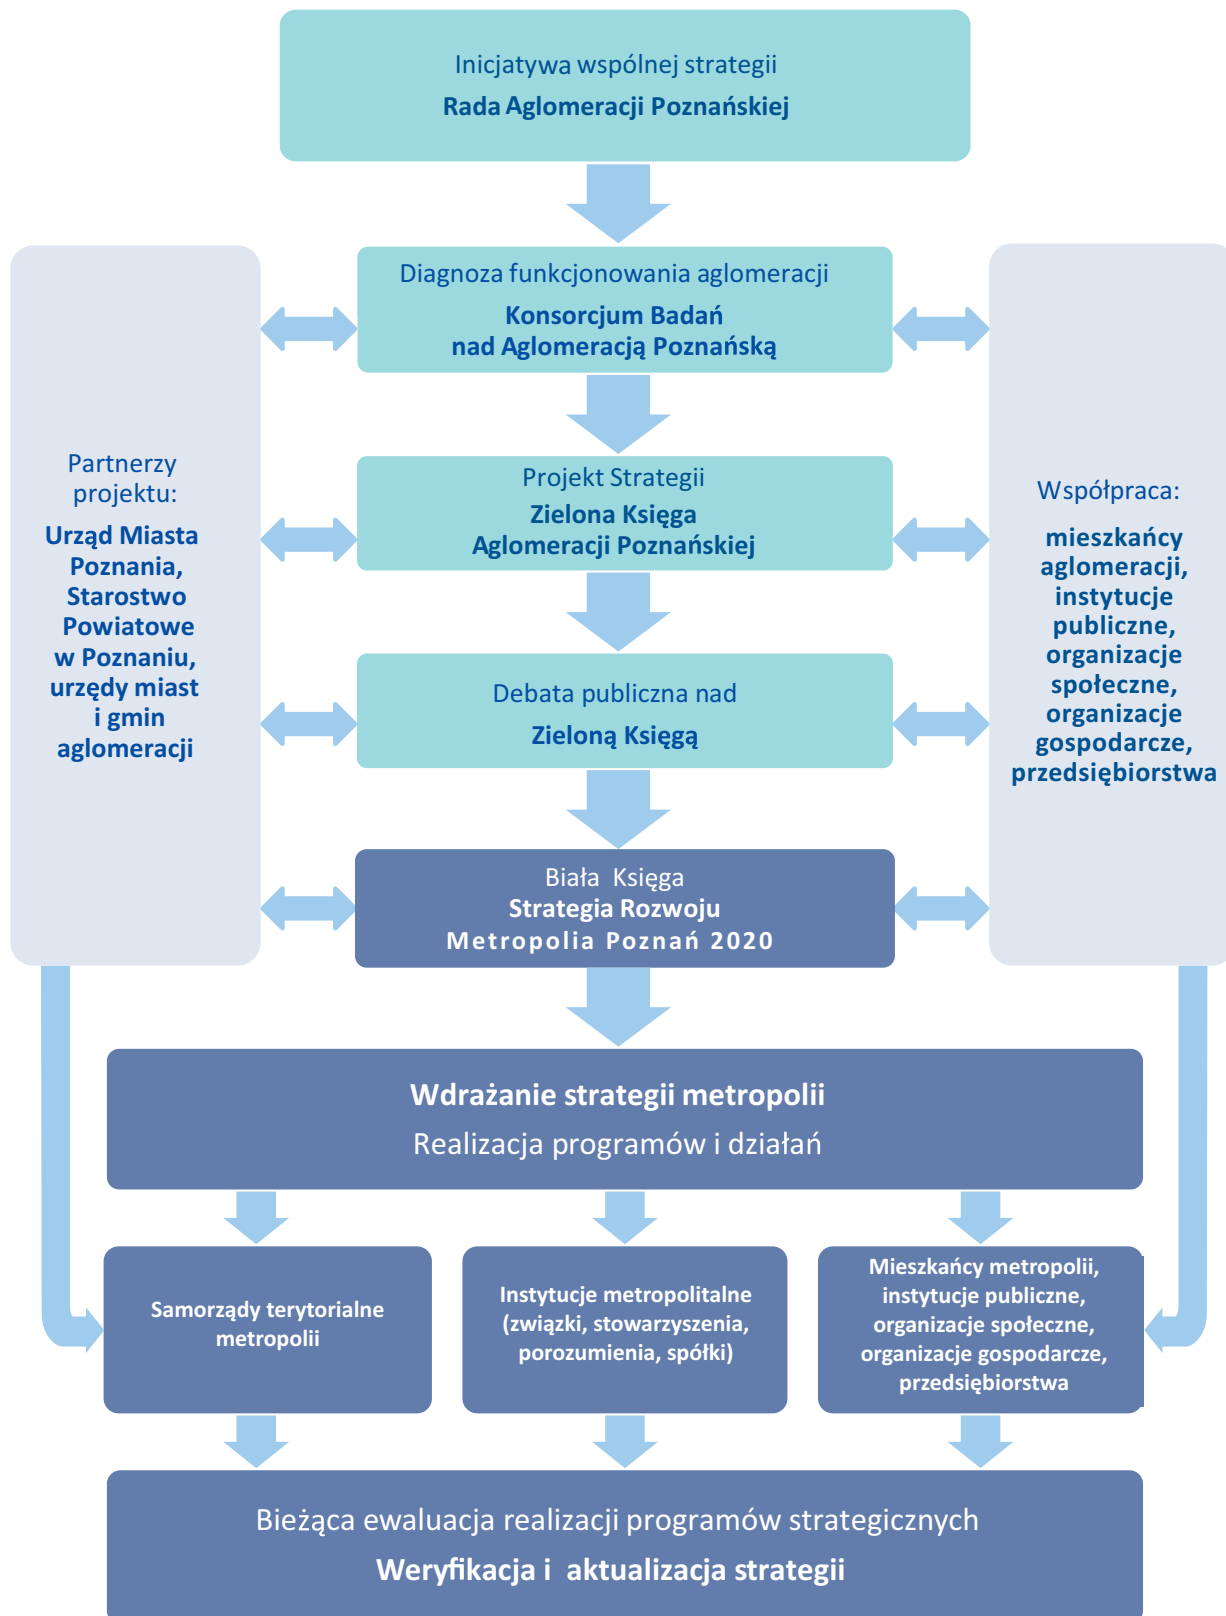 Inicjatywa wspólnej strategii
Rada Aglomeracji Poznańskiej
Diagnoza funkcjonowania aglomeracji
Konsorcjum Badań
nad Aglomeracją Poznańską
Partnerzy
projektu:
Urząd Miasta
Poznania,
Starostwo
Powiatowe
w Poznaniu,
urzędy miast
i gmin
aglomeracji
Projekt Strategii
Zielona Księga
Aglomeracji Poznańskiej
Współpraca:
mieszkańcy
aglomeracji,
instytucje
publiczne,
organizacje
społeczne,
organizacje
gospodarcze,
przedsiębiorstwa
Debata publiczna nad
Zieloną Księgą
Biała Księga
Strategia Rozwoju
Metropolia Poznań 2020
Wdrażanie strategii metropolii
Realizacja programów i działań
Samorządy terytorialne
metropolii
Instytucje metropolitalne
(związki, stowarzyszenia,
porozumienia, spółki)
Mieszkańcy metropolii,
instytucje publiczne,
organizacje społeczne,
organizacje gospodarcze,
przedsiębiorstwa
Bieżąca ewaluacja realizacji programów strategicznych
Weryfikacja i aktualizacja strategii